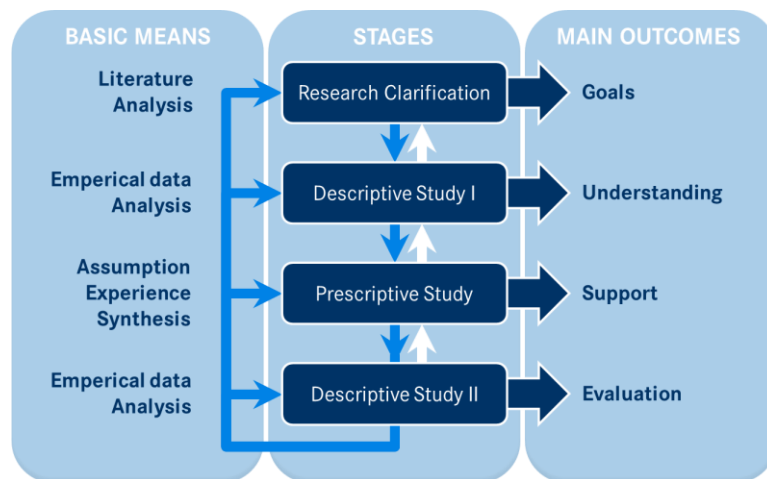 BASIC MEANS
STAGES
MAIN OUTCOMES
Literature
Analysis
Research Clarification
Goals
Emperical data
Analysis
Descriptive Study I
Understanding
Assumption
Experience
Synthesis
Prescriptive Study
Support
Emperical data
Analysis
Descriptive Study II
Evaluation